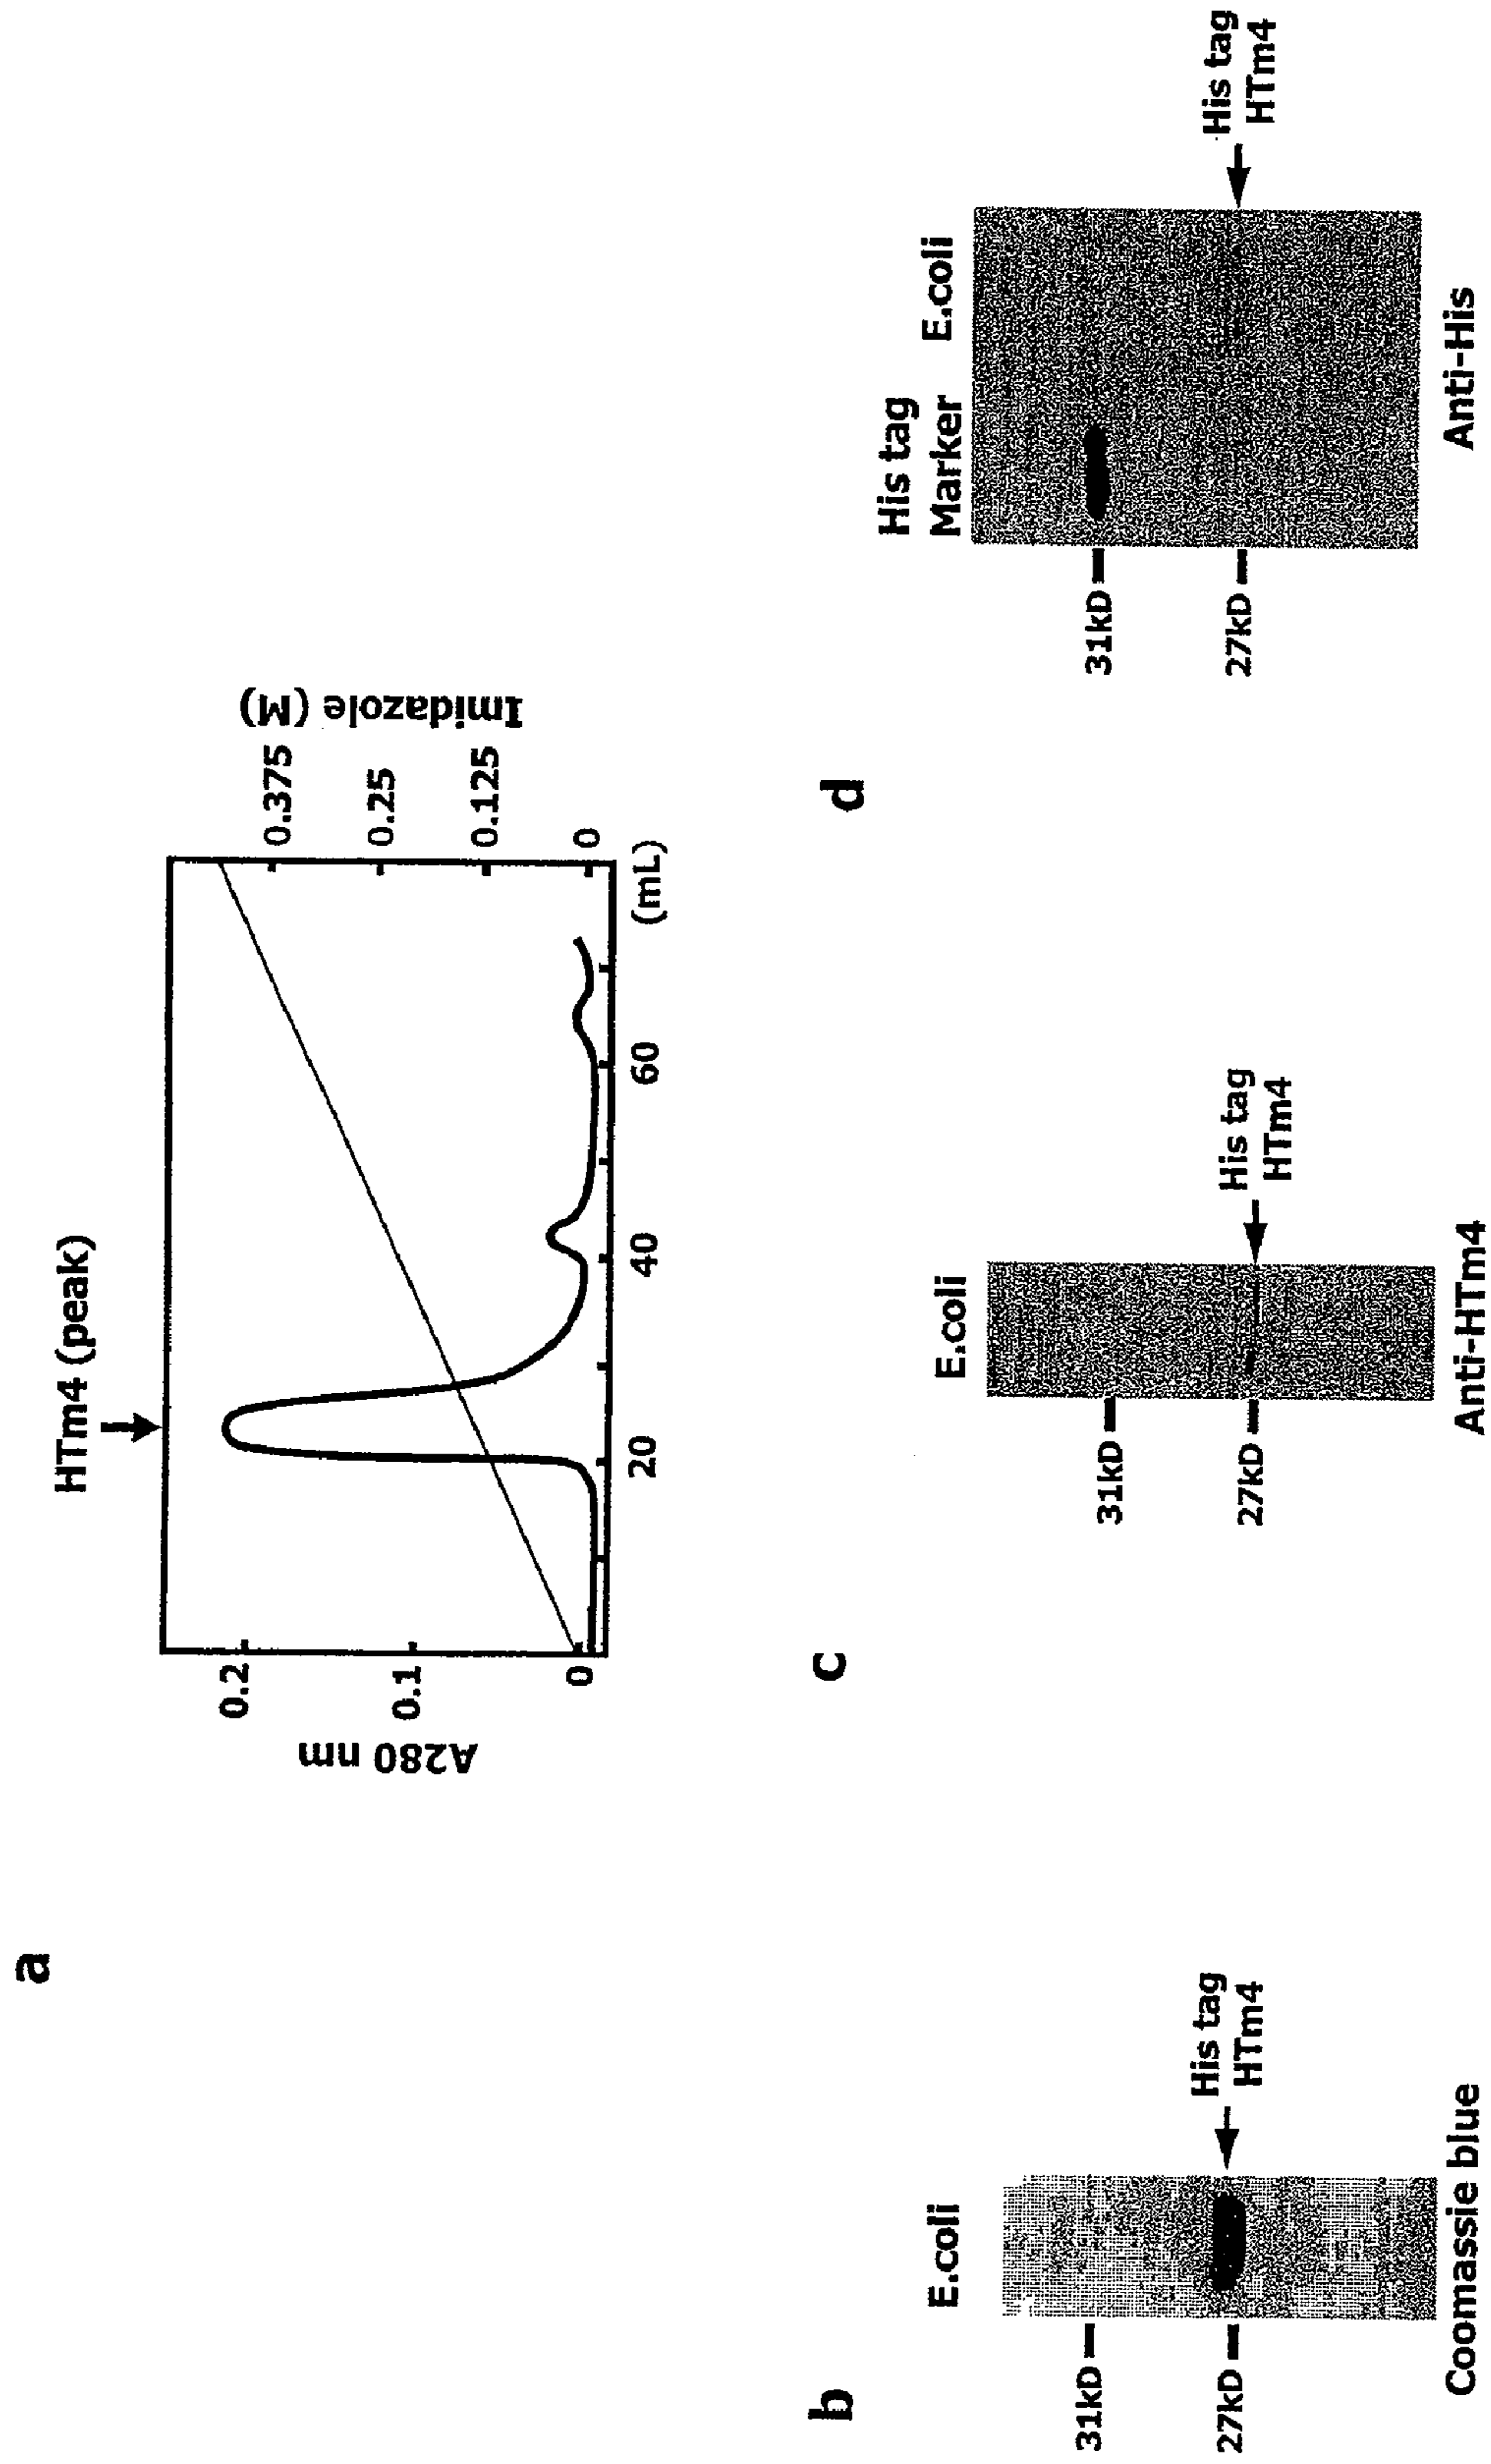 a
HTm4 (peak)
A280 nm
0.2
0.1
0
20
40
60
(mL)
0.375
0.25
0.125
0
Imidazole (M)
b
E.coli
31kD
27kD
His tag
HTm4
Coomassie blue
c
E.coli
31kD
27kD
His tag
HTm4
Anti-HTm4
d
His tag
Marker
E.coli
31kD
27kD
His tag
HTm4
Anti-His